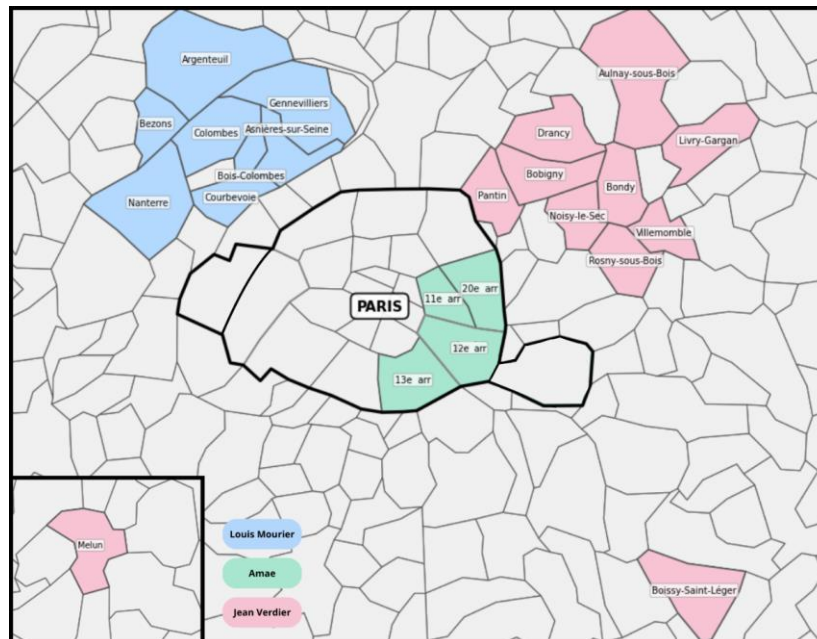 Argenteuil
Aulnay-sous-Bois
Gennevilliers
Bezons
Colombes
Asnières-sur-Seine
Drancy
Livry-Gargan
Bois-Colombes
Bobigny
Bondy
Nanterre
Courbevoie
Pantin
Noisy-le-Sec
Villemomble
Rosny-sous-Bois
20e arr
11e arr
PARIS
12e arr
13e arr
Melun
Louis Mourier
Amae
Jean Verdier
Boissy-Saint-Léger